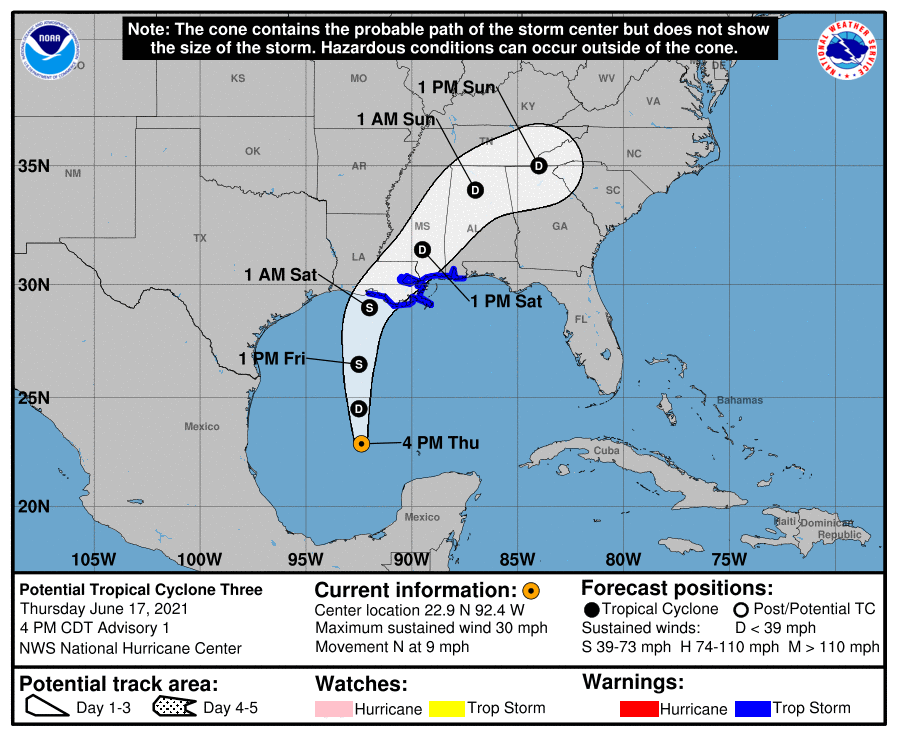 Note: The cone contains the probable path of the storm center but does not show
the size of the storm. Hazardous conditions can occur outside of the cone.
NOAA
NATIONAL WEATHER SERVICE
KS
MO
KY
WV
VA
DE
1 PM Sun
1 AM Sun
TN
35N
NM
OK
AR
NC
SC
TX
MS
AL
GA
LA
1 AM Sat
30N
1 PM Sat
FL
1 PM Fri
25N
Bahamas
Mexico
4 PM Thu
Cuba
20N
Mexico
Haiti
Dominican
Republic
105W
100W
95W
90W
85W
80W
75W
S
S
D
D
D
D
Potential Tropical Cyclone Three
Thursday June 17, 2021
4 PM CDT Advisory 1
NWS National Hurricane Center
Current information:
Center location 22.9 N 92.4 W
Maximum sustained wind 30 mph
Movement N at 9 mph
Forecast positions:
Tropical Cyclone Post/Potential TC
Sustained winds: D < 39 mph
S 39-73 mph H 74-110 mph M > 110 mph
Potential track area:
Day 1-3 Day 4-5
Watches:
Hurricane Trop Storm
Warnings:
Hurricane Trop Storm